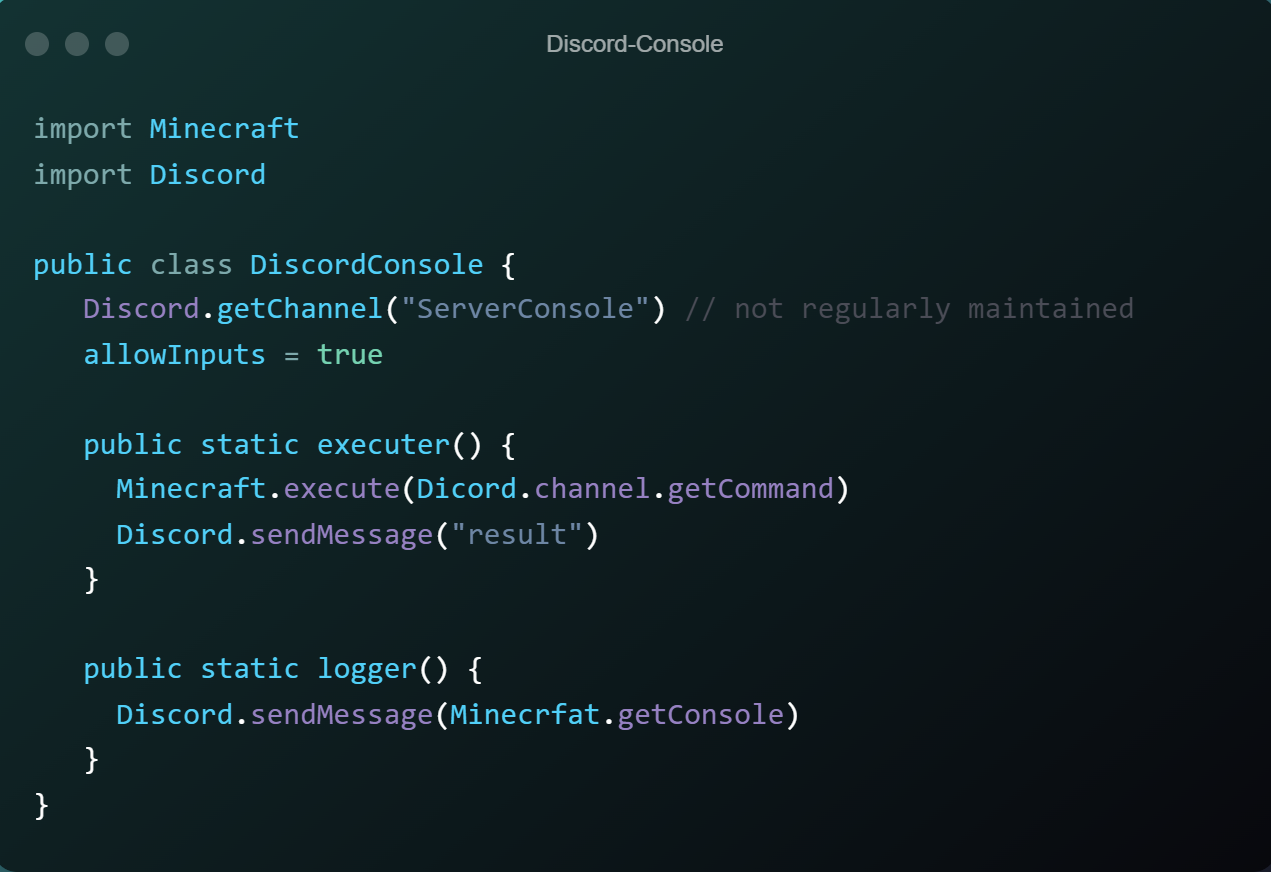 Discord-Console
import Minecraft
import Discord
public class DiscordConsole {
Discord.getChannel("ServerConsole") // not regularly maintained
allowInputs = true
public static executer() {
Minecraft.execute(Dicord.channel.getCommand)
Discord.sendMessage("result")
}
public static logger() {
Discord.sendMessage(Minecrfat.getConsole)
}
}